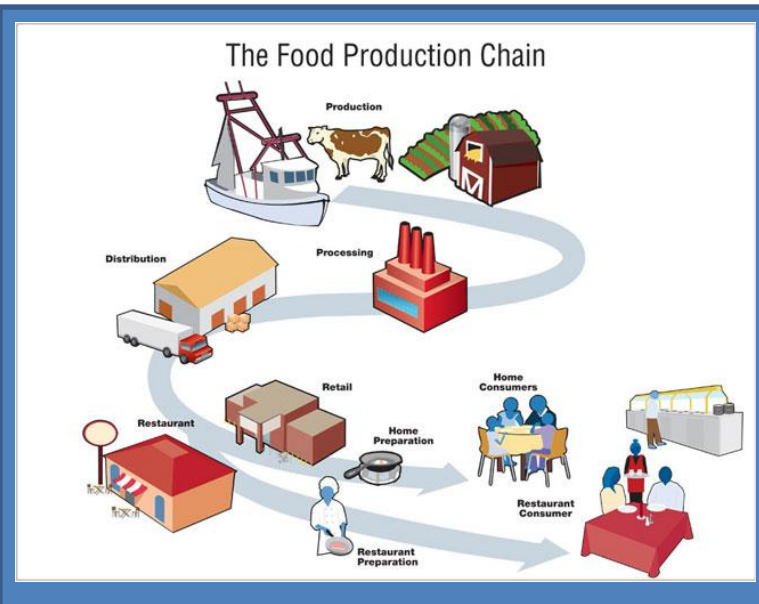 The Food Production Chain
Production
Processing
Distribution
Retail
Restaurant
Home
Preparation
Home
Consumers
Restaurant
Preparation
Restaurant
Consumer